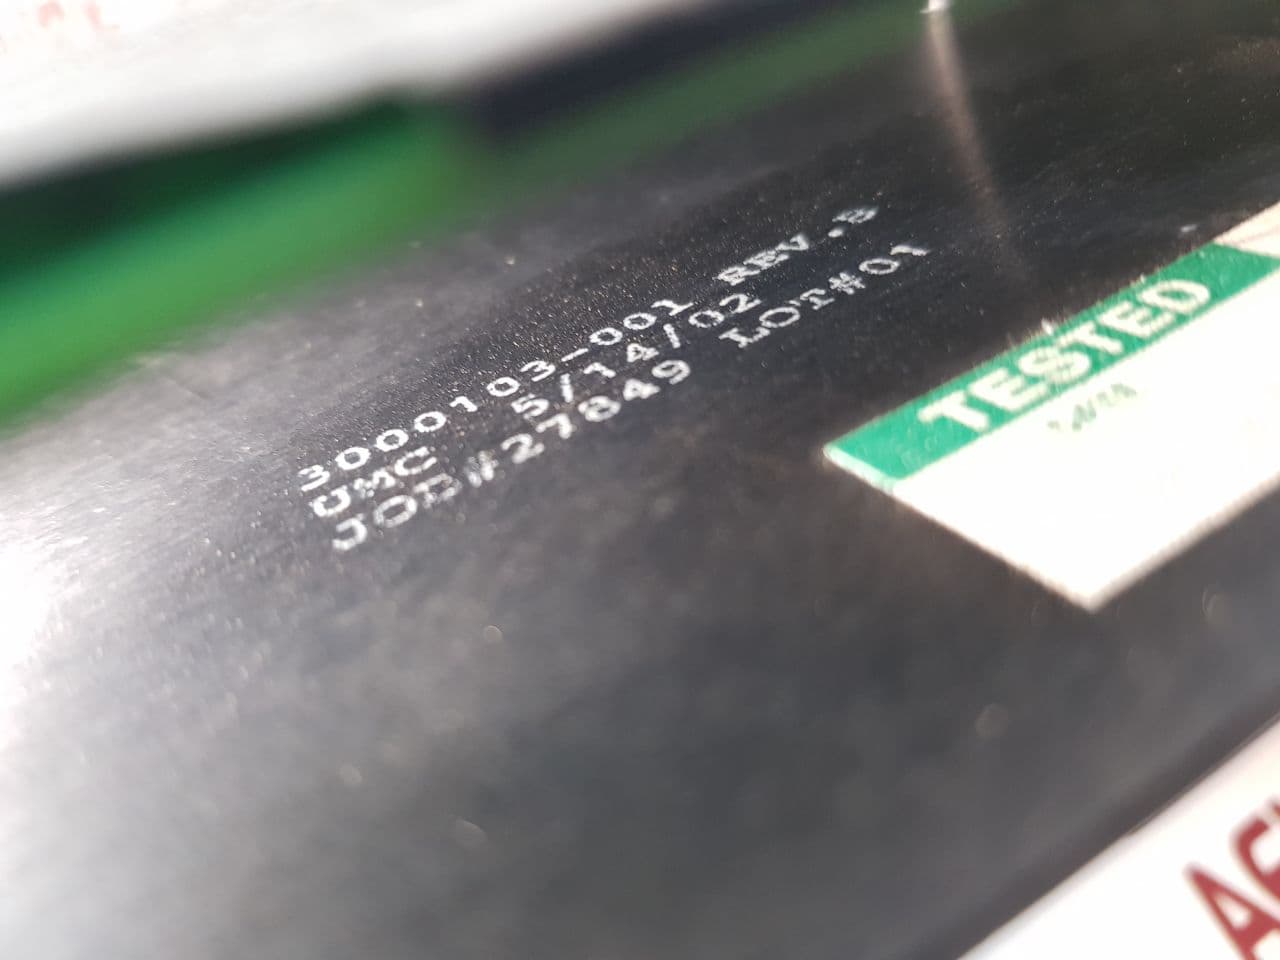 3000103-001 REV.B
UMC 5/14/02
JOB#27849 LOT#01
TESTED